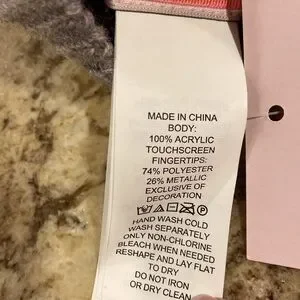 MADE IN CHINA
BODY:
100% ACRYLIC
TOUCHSCREEN
FINGERTIPS:
74% POLYESTER
26% METALLIC
EXCLUSIVE OF
DECORATION
HAND WASH COLD
WASH SEPARATELY
ONLY NON-CHLORINE
BLEACH WHEN NEEDED
RESHAPE AND LAY FLAT
TO DRY
DO NOT IRON
OR DRY CLEAN